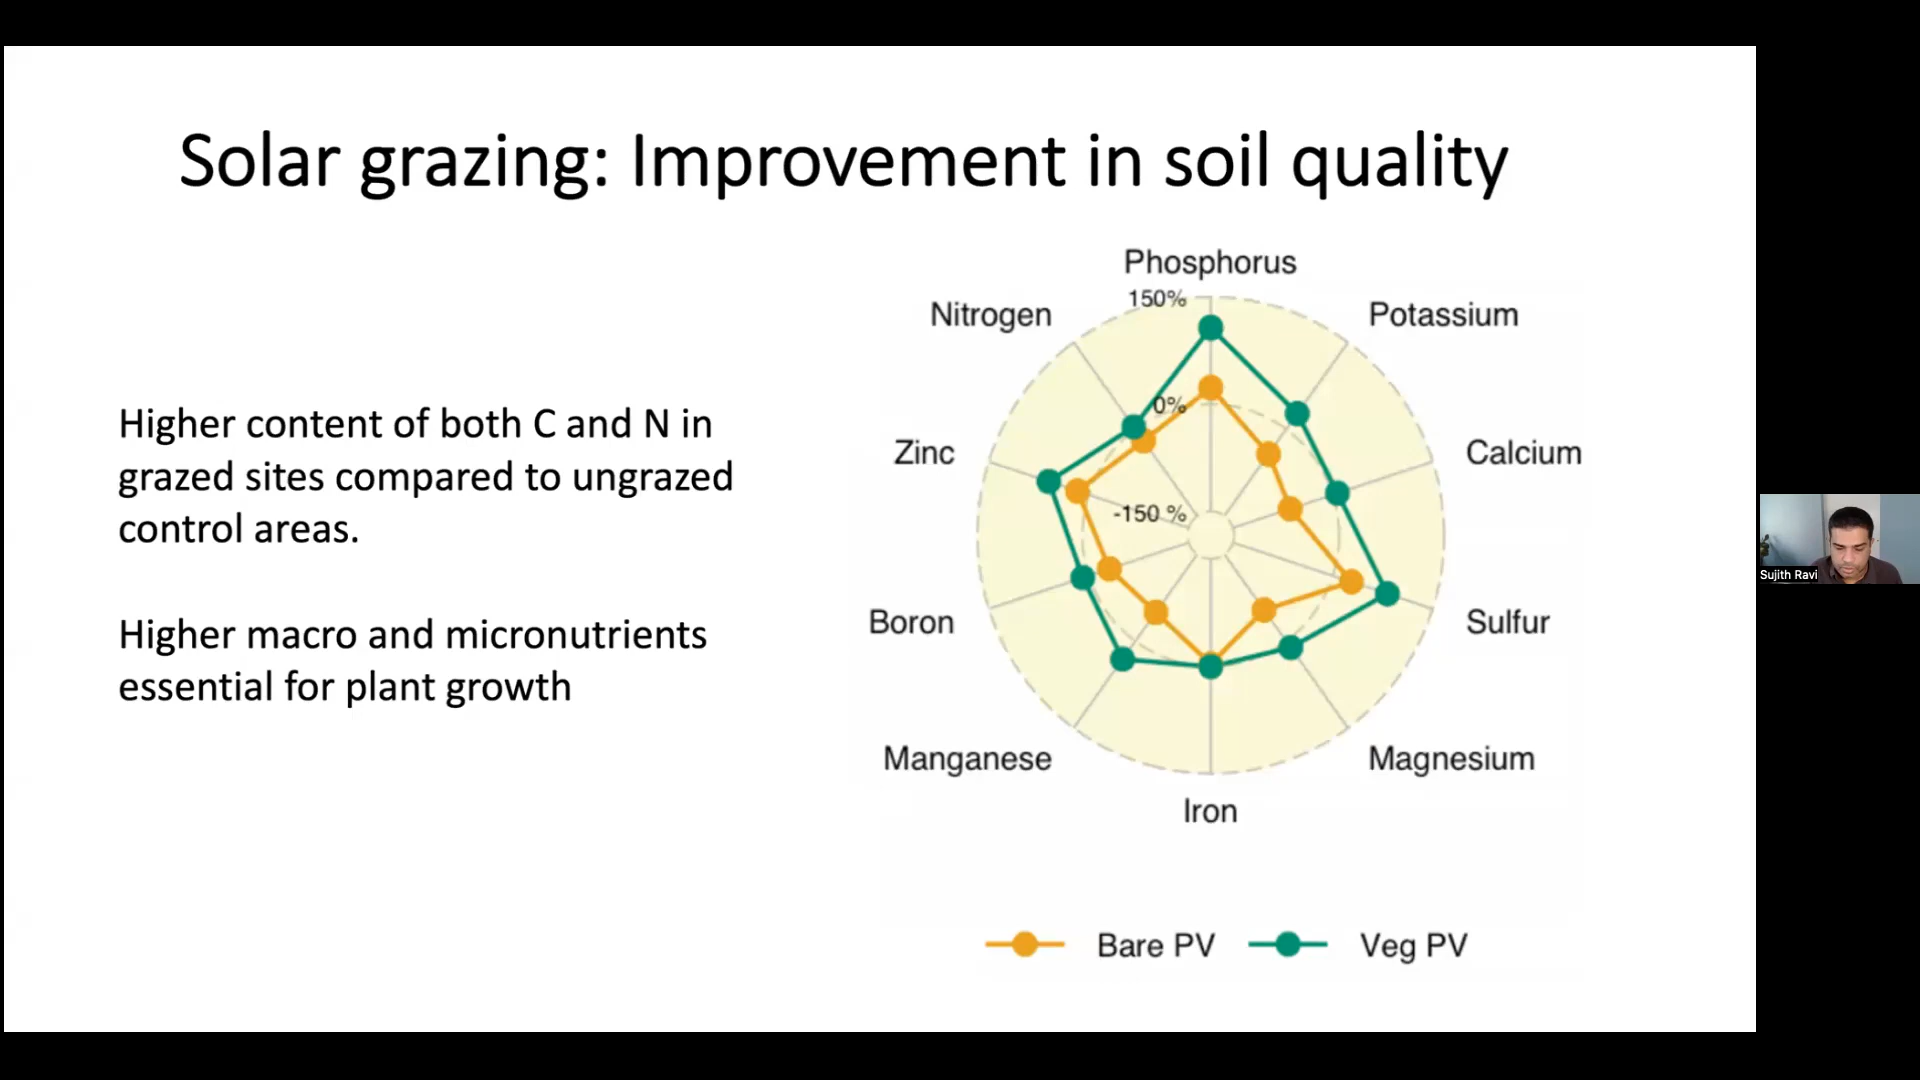 Solar grazing: Improvement in soil quality
Higher content of both C and N in
grazed sites compared to ungrazed
control areas.
Higher macro and micronutrients
essential for plant growth
Phosphorus
150%
Nitrogen
Potassium
0%
Zinc
Calcium
-150 %
Boron
Sulfur
Manganese
Magnesium
Iron
Bare PV
Veg PV
Sujith Ravi